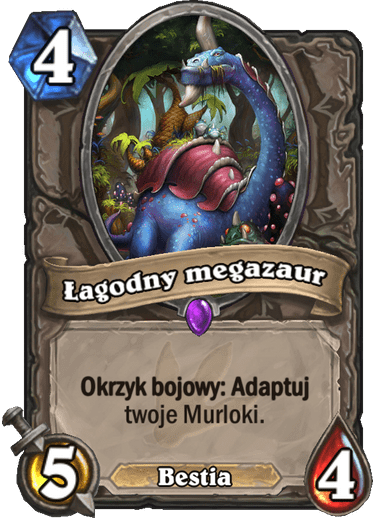 4
Łagodny megazaur
Okrzyk bojowy: Adaptuj
twoje Murloki.
5
Bestia
4